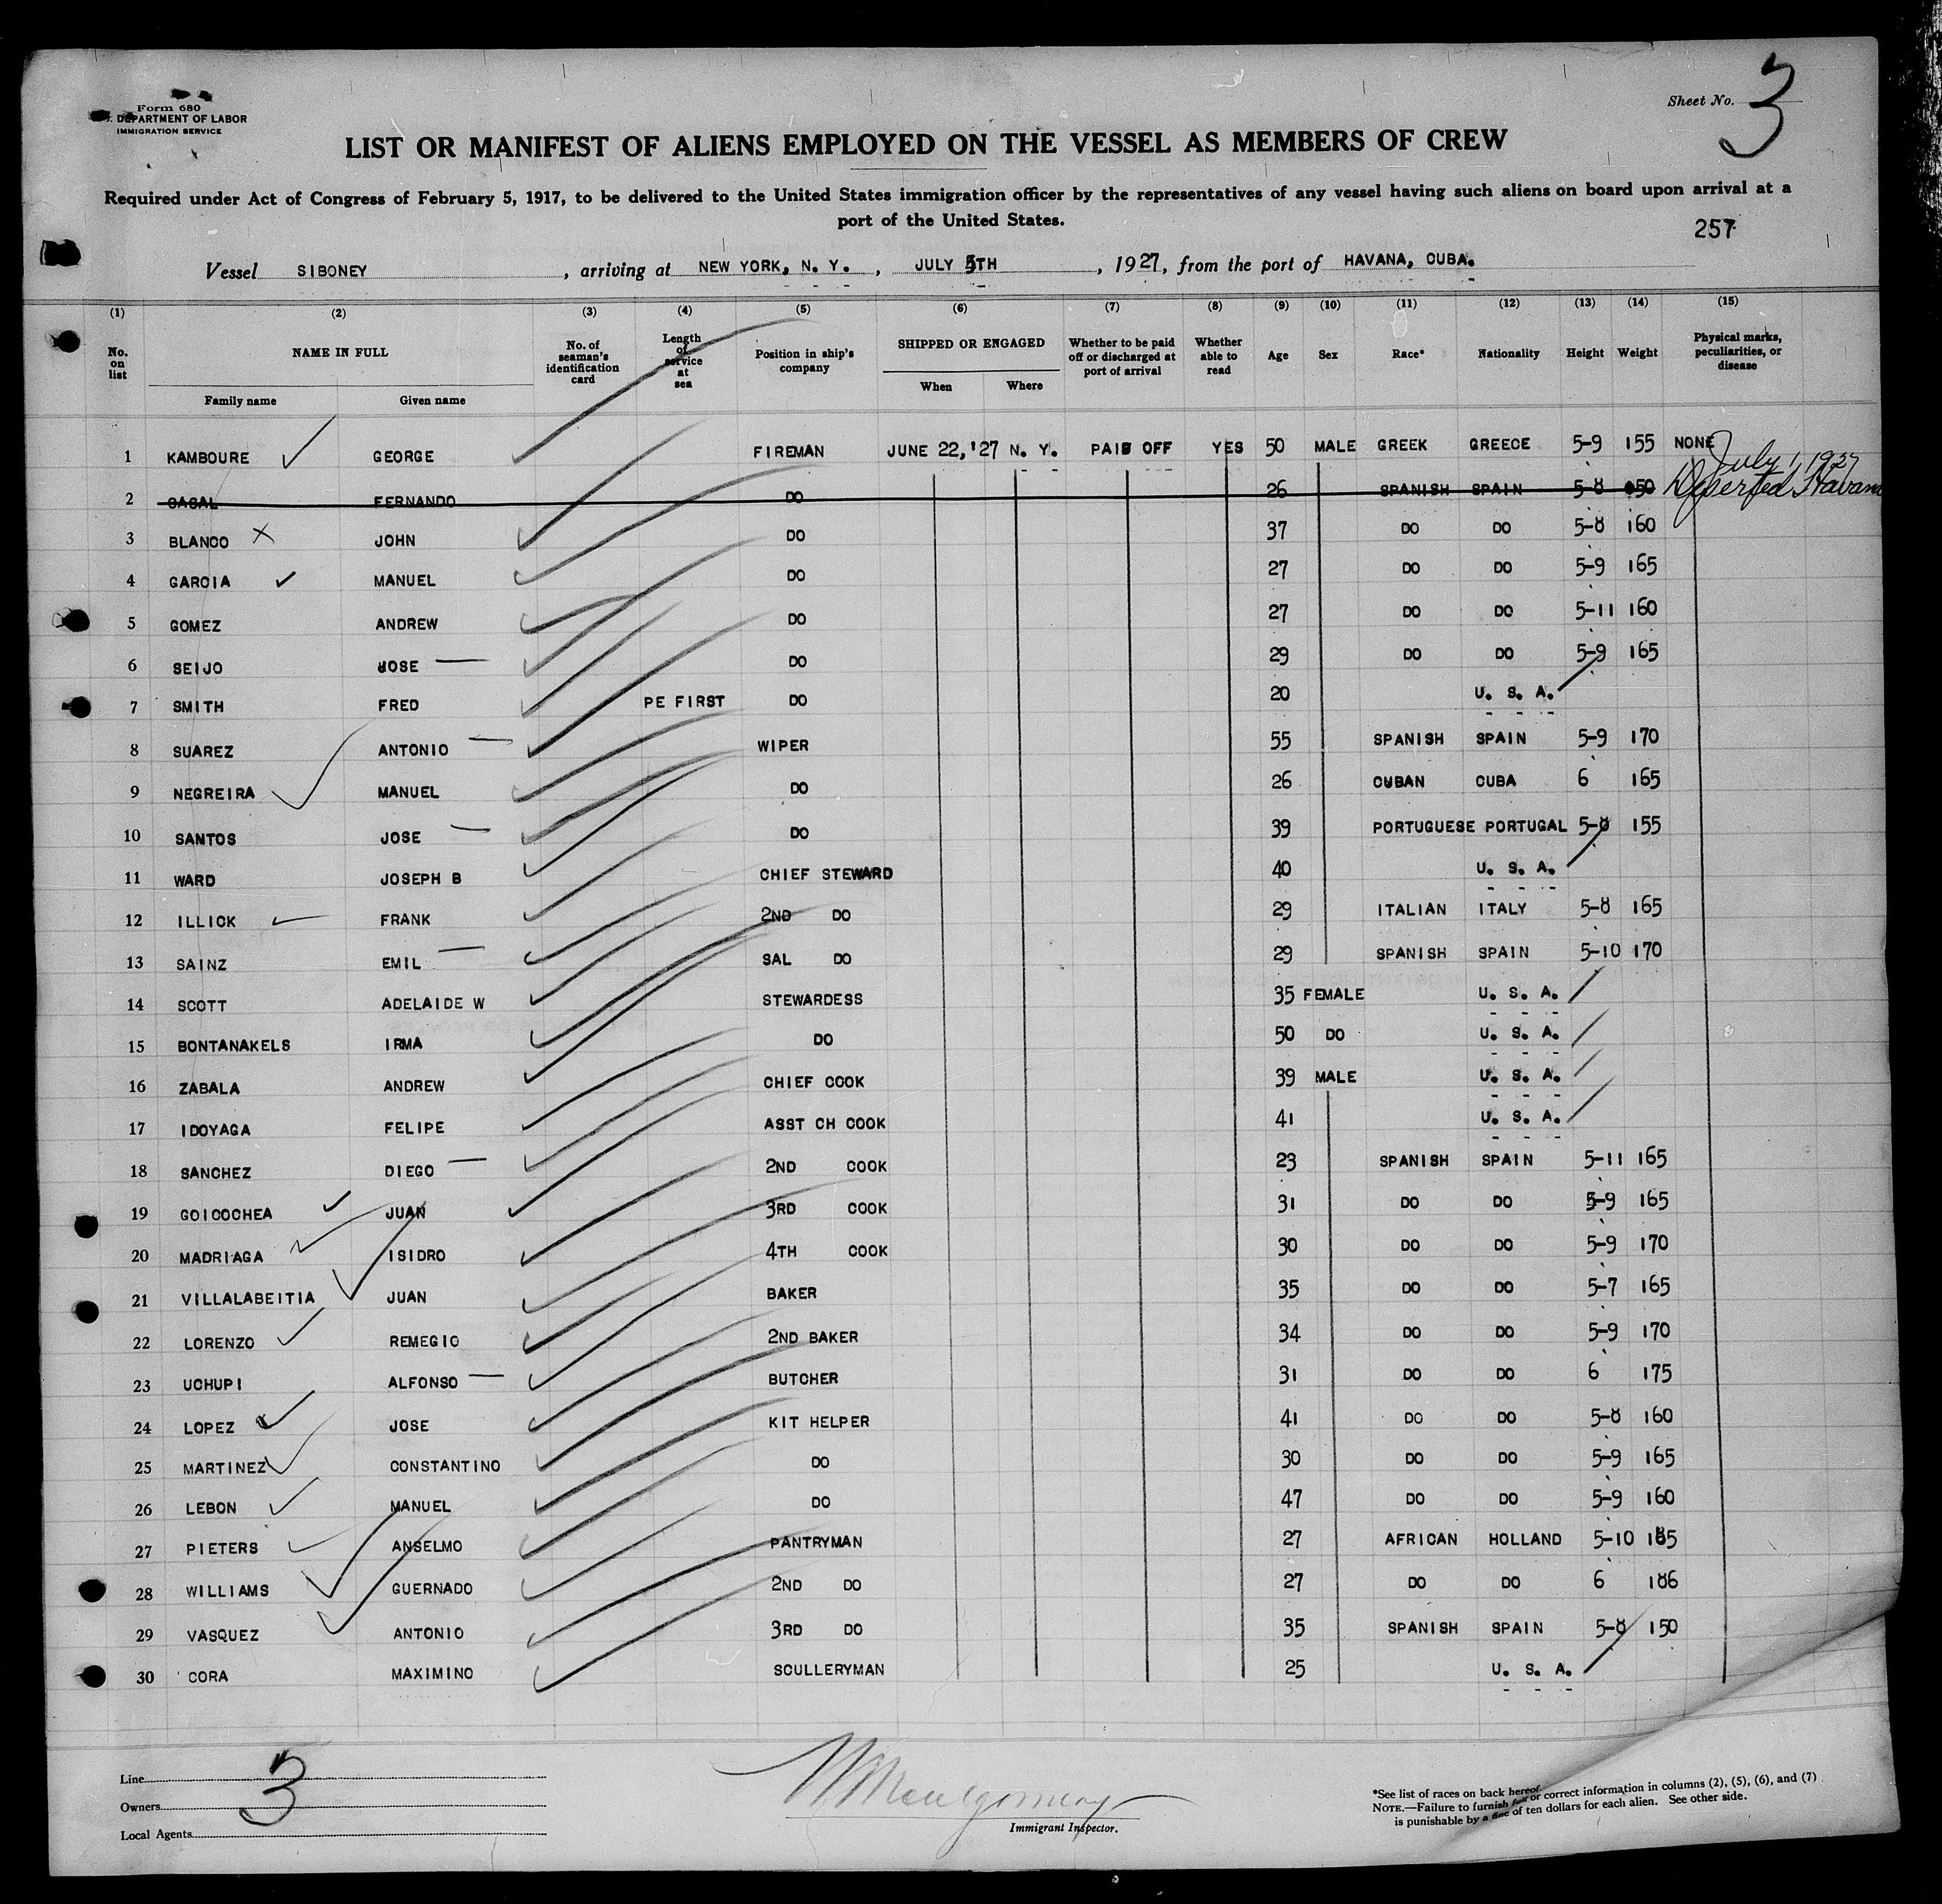 Form 680
DEPARTMENT OF LABOR
IMMIGRATION SERVICE
Sheet No. 3
LIST OR MANIFEST OF ALIENS EMPLOYED ON THE VESSEL AS MEMBERS OF CREW
Required under Act of Congress of February 5, 1917, to be delivered to the United States immigration officer by the representatives of any vessel having such aliens on board upon arrival at a
port of the United States.
257
Vessel SIBONEY, arriving at NEW YORK, N. Y., JULY 5TH, 1927, from the port of HAVANA, CUBA.
(1) (2) (3) (4) (5) (6) (7) (8) (9) (10) (11) (12) (13) (14) (15)
No. on list NAME IN FULL Family name Given name No. of seaman's identification card Length of service at sea Position in ship's company SHIPPED OR ENGAGED When Where Whether to be paid off or discharged at port of arrival Whether able to read Age Sex Race* Nationality Height Weight Physical marks, peculiarities, or disease
1 KAMBOURE GEORGE FIREMAN JUNE 22, '27 N. Y. PAID OFF YES 50 MALE GREEK GREECE 5-9 155 NONE
July 1, 1927
2 CASAL FERNANDO DO 26 SPANISH SPAIN 5-8 150 Deserted Havana
3 BLANCO X JOHN DO 37 DO DO 5-8 160
4 GARCIA MANUEL DO 27 DO DO 5-9 165
5 GOMEZ ANDREW DO 27 DO DO 5-11 160
6 SEIJO JOSE DO 29 DO DO 5-9 165
7 SMITH FRED PE FIRST DO 20 U. S. A.
8 SUAREZ ANTONIO WIPER 55 SPANISH SPAIN 5-9 170
9 NEGREIRA MANUEL DO 26 CUBAN CUBA 6 165
10 SANTOS JOSE DO 39 PORTUGUESE PORTUGAL 5-8 155
11 WARD JOSEPH B CHIEF STEWARD 40 U. S. A.
12 ILLICK FRANK 2ND DO 29 ITALIAN ITALY 5-8 165
13 SAINZ EMIL SAL DO 29 SPANISH SPAIN 5-10 170
14 SCOTT ADELAIDE W STEWARDESS 35 FEMALE U. S. A.
15 BONTANAKELS IRMA DO 50 DO U. S. A.
16 ZABALA ANDREW CHIEF COOK 39 MALE U. S. A.
17 IDOYAGA FELIPE ASST CH COOK 41 U. S. A.
18 SANCHEZ DIEGO 2ND COOK 23 SPANISH SPAIN 5-11 165
19 GOICOCHEA JUAN 3RD COOK 31 DO DO 5-9 165
20 MADRIAGA ISIDRO 4TH COOK 30 DO DO 5-9 170
21 VILLALABEITIA JUAN BAKER 35 DO DO 5-7 165
22 LORENZO REMEGIO 2ND BAKER 34 DO DO 5-9 170
23 UCHUPI ALFONSO BUTCHER 31 DO DO 6 175
24 LOPEZ JOSE KIT HELPER 41 DO DO 5-8 160
25 MARTINEZ CONSTANTINO DO 30 DO DO 5-9 165
26 LEBON MANUEL DO 47 DO DO 5-9 160
27 PIETERS ANSELMO PANTRYMAN 27 AFRICAN HOLLAND 5-10
28 WILLIAMS GUERNADO 2ND DO 27 DO DO 6 186
29 VASQUEZ ANTONIO 3RD DO 35 SPANISH SPAIN 5-8 150
30 CORA MAXIMINO SCULLERYMAN 25 U. S. A.
Line
Owners 3
Local Agents
Montgomery
Immigrant Inspector.
*See list of races on back hereof.
NOTE.—Failure to furnish full or correct information in columns (2), (5), (6), and (7)
is punishable by a fine of ten dollars for each alien. See other side.